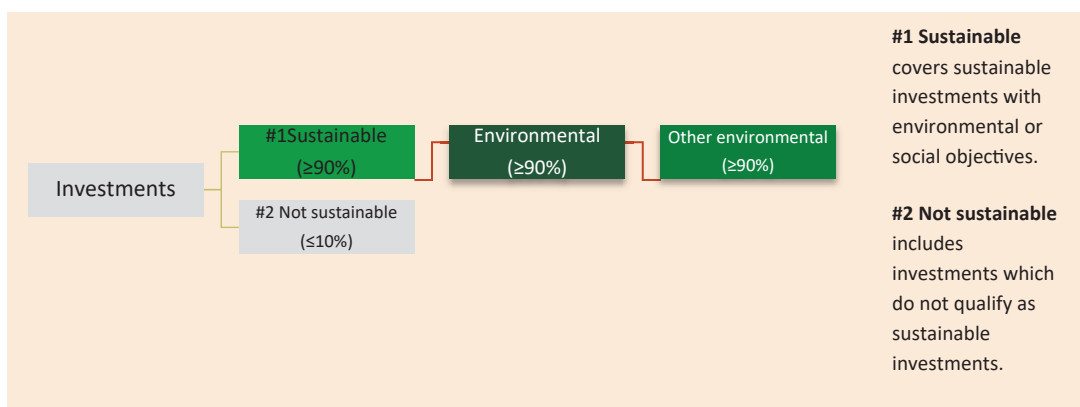 Investments
#1Sustainable
(≥90%)
#2 Not sustainable
(≤10%)
Environmental
(≥90%)
Other environmental
(≥90%)
#1 Sustainable
covers sustainable
investments with
environmental or
social objectives.
#2 Not sustainable
includes
investments which
do not qualify as
sustainable
investments.